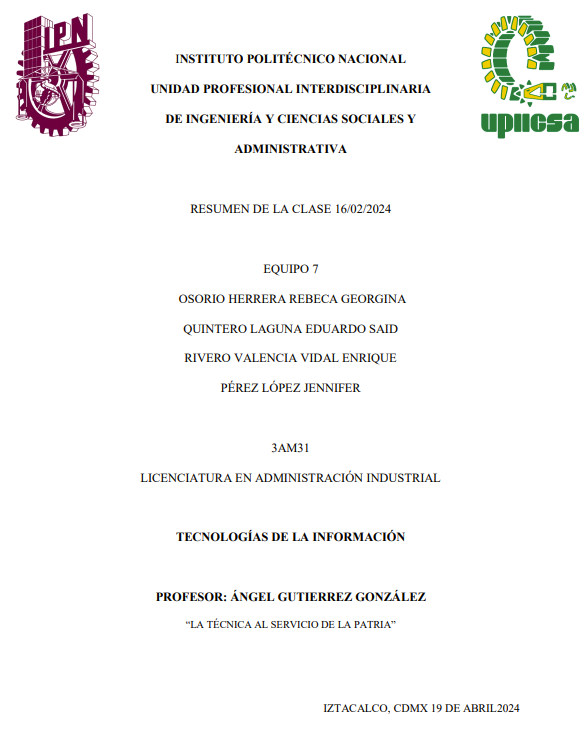 IPN
upiicsa
INSTITUTO POLITÉCNICO NACIONAL
UNIDAD PROFESIONAL INTERDISCIPLINARIA
DE INGENIERÍA Y CIENCIAS SOCIALES Y
ADMINISTRATIVA
RESUMEN DE LA CLASE 16/02/2024
EQUIPO 7
OSORIO HERRERA REBECA GEORGINA
QUINTERO LAGUNA EDUARDO SAID
RIVERO VALENCIA VIDAL ENRIQUE
PÉREZ LÓPEZ JENNIFER
3AM31
LICENCIATURA EN ADMINISTRACIÓN INDUSTRIAL
TECNOLOGÍAS DE LA INFORMACIÓN
PROFESOR: ÁNGEL GUTIERREZ GONZÁLEZ
“LA TÉCNICA AL SERVICIO DE LA PATRIA”
IZTACALCO, CDMX 19 DE ABRIL2024